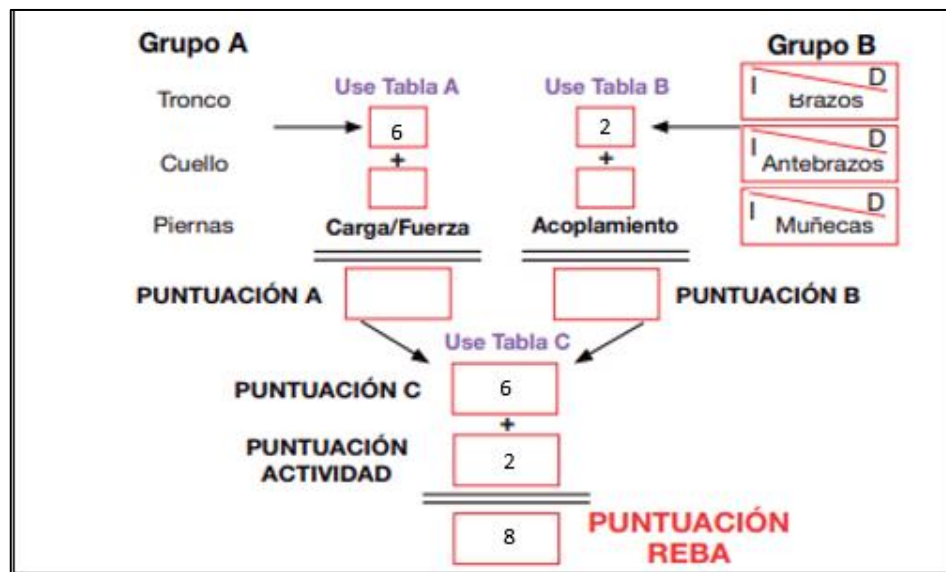 Grupo A
Grupo B
Use Tabla A
Use Tabla B
I D
Brazos
Tronco
6
2
+
+
I D
Antebrazos
Cuello
I D
Muñecas
Piernas
Carga/Fuerza
Acoplamiento
PUNTUACIÓN A
PUNTUACIÓN B
Use Tabla C
PUNTUACIÓN C
6
+
PUNTUACIÓN
ACTIVIDAD
2
8
PUNTUACIÓN
REBA